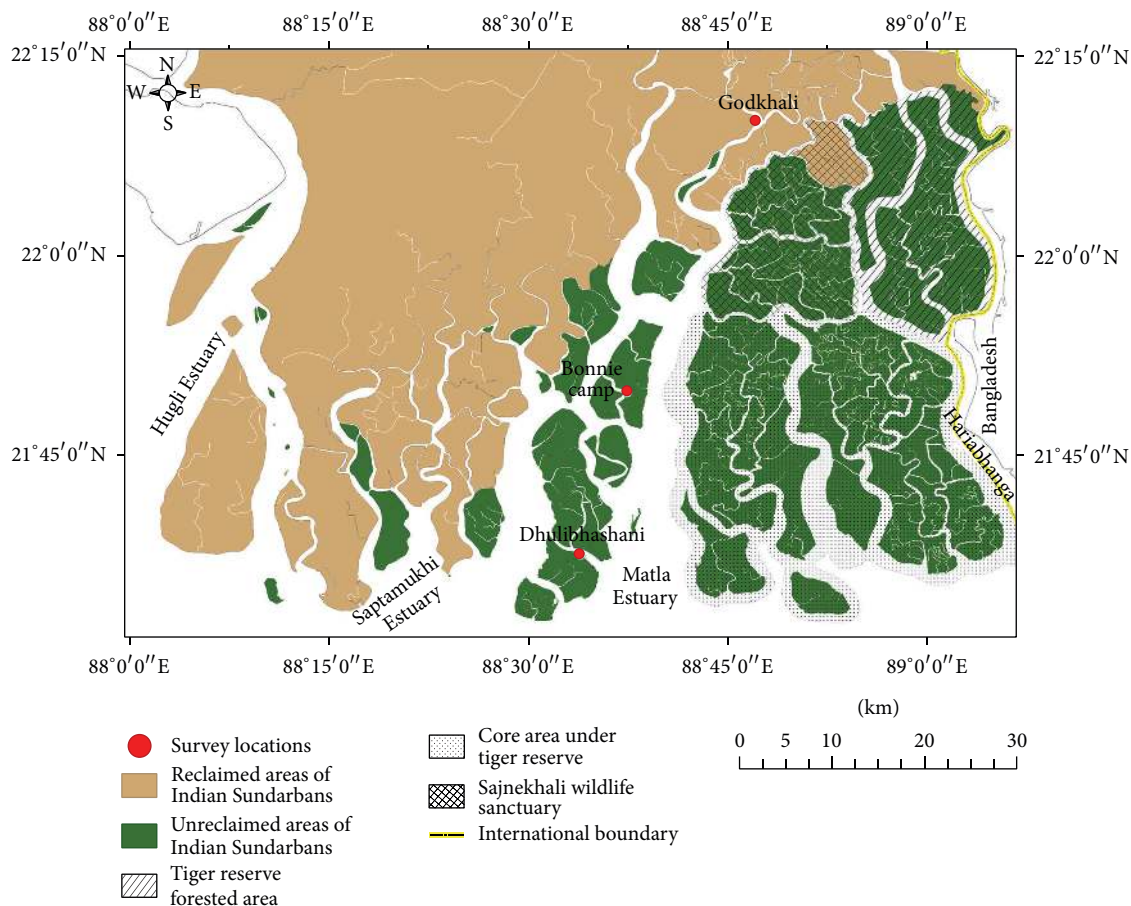 88°0′0″E 88°15′0″E 88°30′0″E 88°45′0″E 89°0′0″E
22°15′0″N 22°15′0″N
N
W E
S
Godkhali
22°0′0″N 22°0′0″N
Hugli Estuary
Bonnie
camp
Bangladesh
Hariabhanga
21°45′0″N 21°45′0″N
Dhulibhashani
Saptamukhi
Estuary
Matla
Estuary
88°0′0″E 88°15′0″E 88°30′0″E 88°45′0″E 89°0′0″E
(km)
0 5 10 20 30
Survey locations
Reclaimed areas of
Indian Sundarbans
Unreclaimed areas of
Indian Sundarbans
Tiger reserve
forested area
Core area under
tiger reserve
Sajnekhali wildlife
sanctuary
International boundary